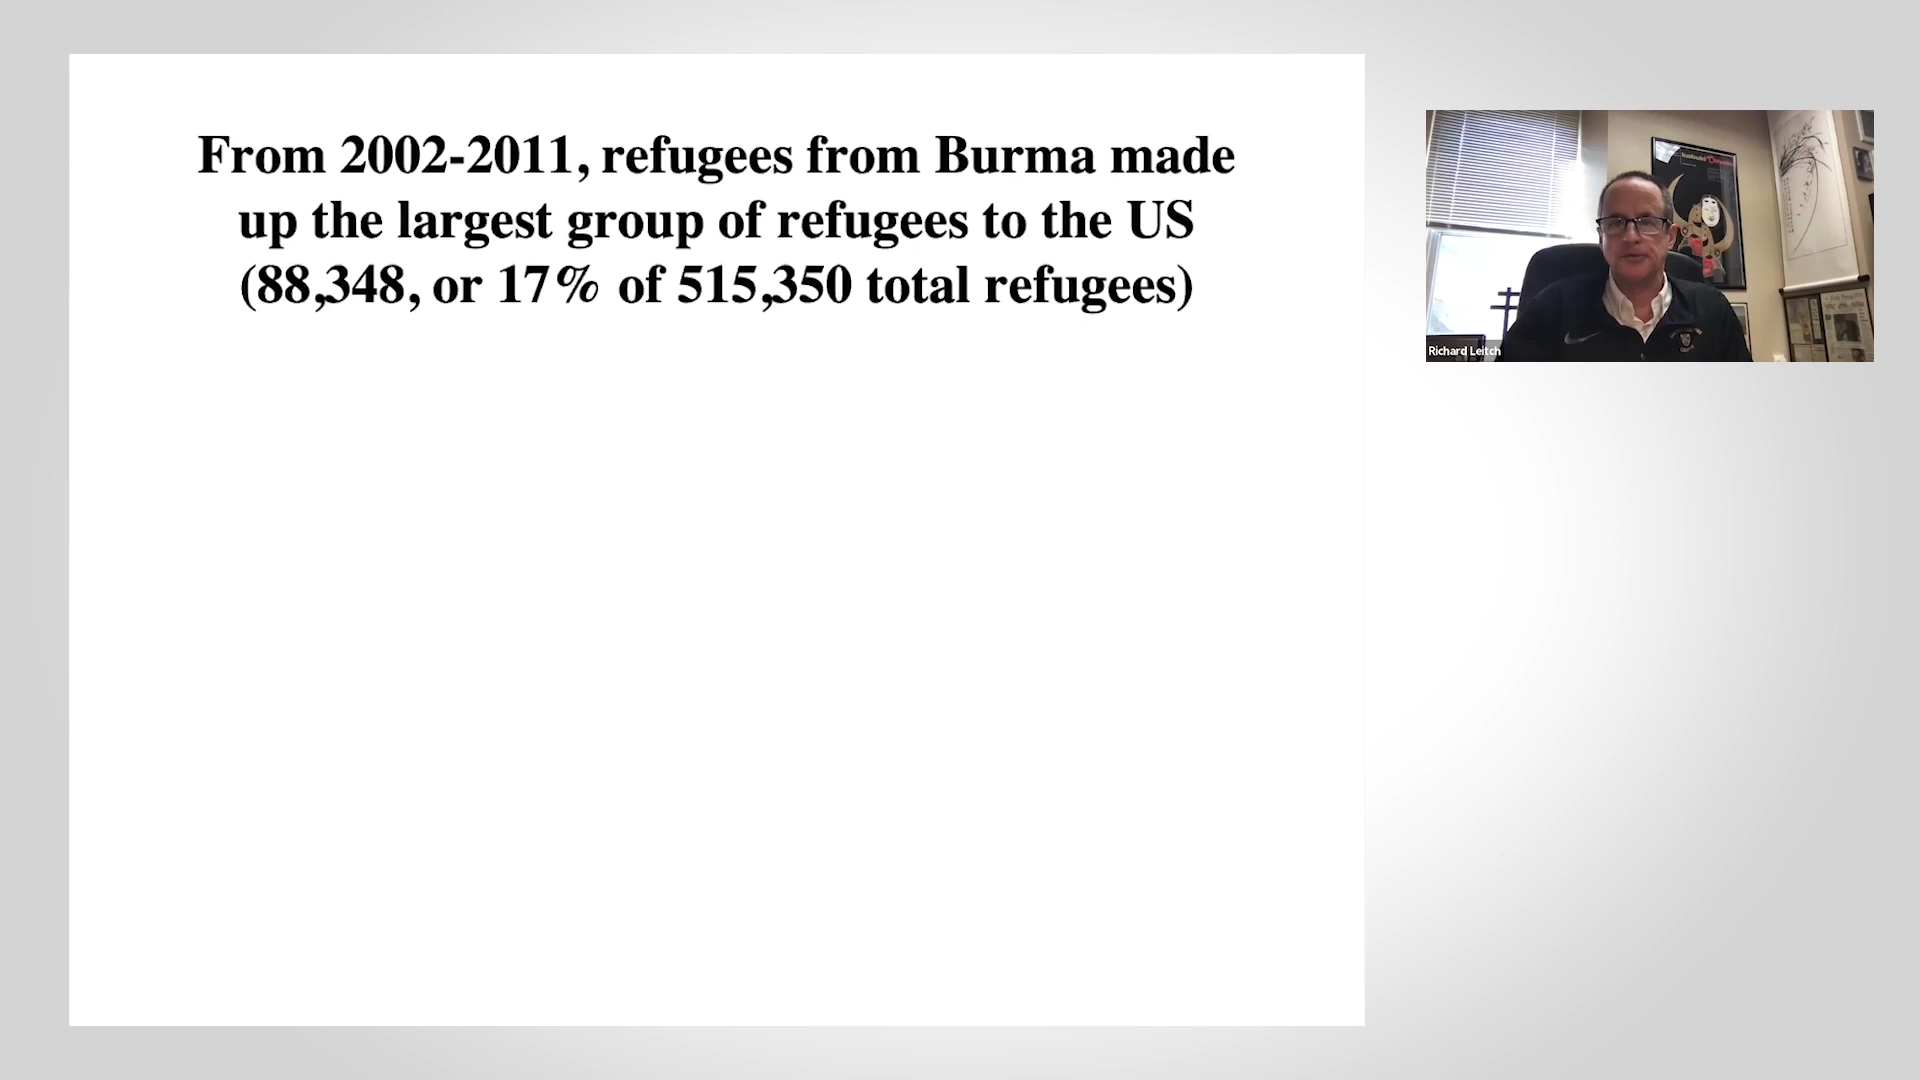 From 2002-2011, refugees from Burma made
up the largest group of refugees to the US
(88,348, or 17% of 515,350 total refugees)
Richard Leitch